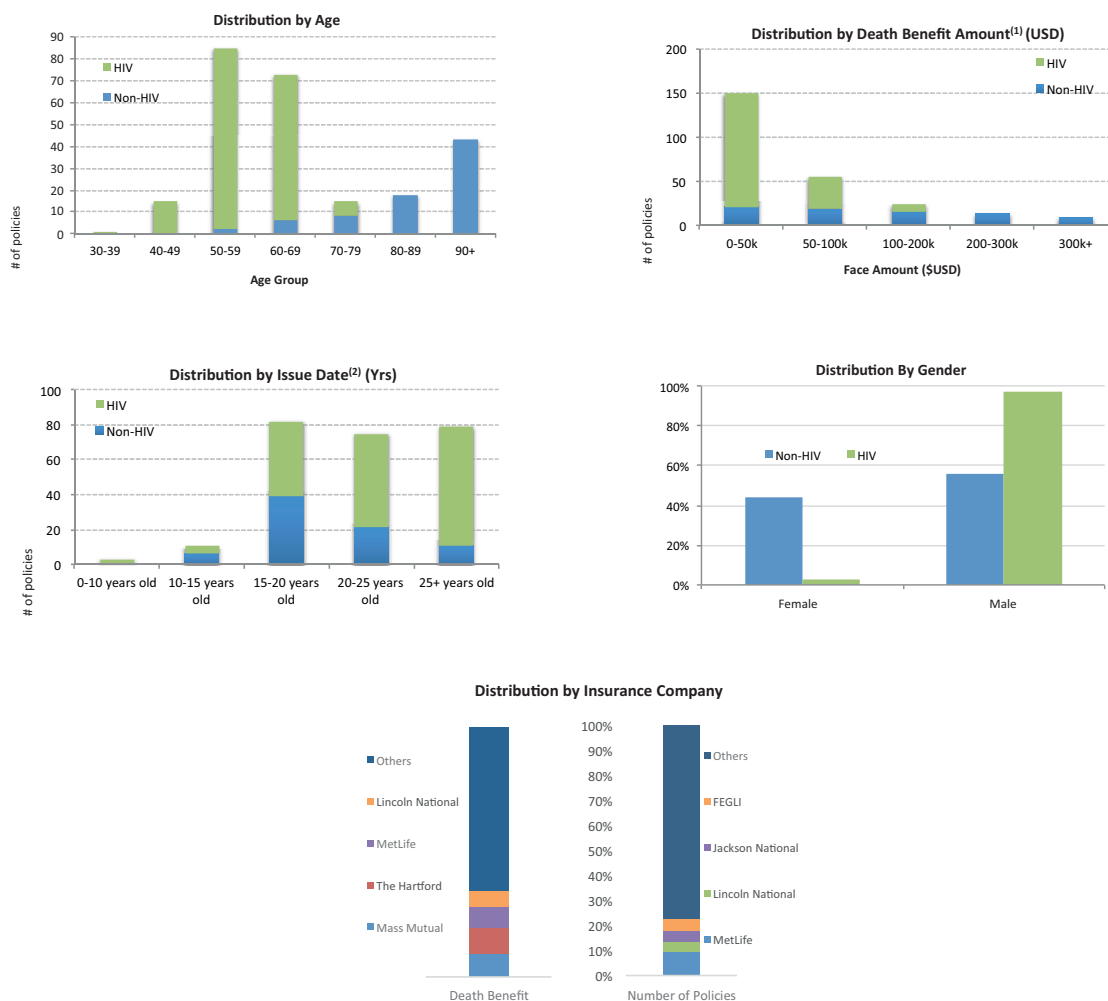 Distribution by Age
90
80
70
60
50
40
30
20
10
0
HIV
Non-HIV
# of policies
30-39 40-49 50-59 60-69 70-79 80-89 90+
Age Group
Distribution by Death Benefit Amount(1) (USD)
200
150
100
50
0
HIV
Non-HIV
# of policies
0-50k 50-100k 100-200k 200-300k 300k+
Face Amount ($USD)
Distribution by Issue Date(2) (Yrs)
100
80
60
40
20
0
HIV
Non-HIV
# of policies
0-10 years old 10-15 years 15-20 years 20-25 years 25+ years old
old old old
Distribution By Gender
100%
80%
60%
40%
20%
0%
Non-HIV HIV
Female Male
Distribution by Insurance Company
Others
Lincoln National
MetLife
The Hartford
Mass Mutual
Death Benefit
100%
90%
80%
70%
60%
50%
40%
30%
20%
10%
0%
Others
FEGLI
Jackson National
Lincoln National
MetLife
Number of Policies